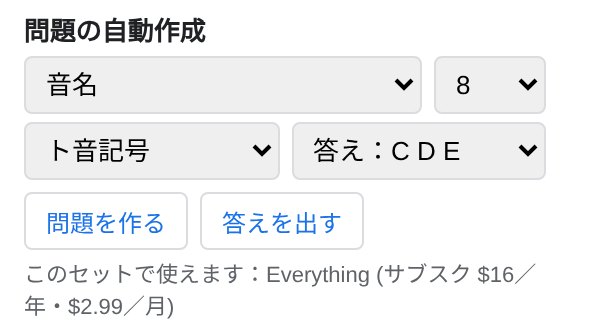 問題の自動作成
音名
8
ト音記号
答え：C D E
問題を作る
答えを出す
このセットで使えます：Everything (サブスク $16／
年・$2.99／月)